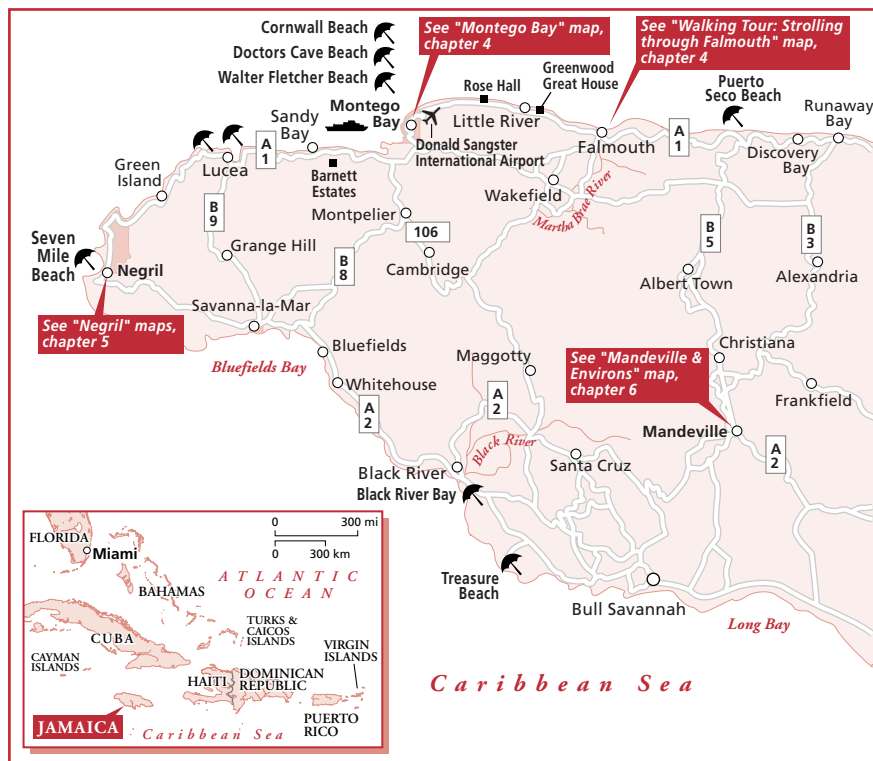 Cornwall Beach
Doctors Cave Beach
Walter Fletcher Beach
See "Montego Bay" map,
chapter 4
See "Walking Tour: Strolling
through Falmouth" map,
chapter 4
Rose Hall
Greenwood
Great House
Puerto
Seco Beach
Runaway
Bay
Sandy
Bay
Montego
Bay
Little River
Donald Sangster
International Airport
Falmouth
A
1
Discovery
Bay
A
1
Lucea
Green
Island
Barnett
Estates
Wakefield
Martha Brae River
Montpelier
B
9
106
B
5
B
3
Seven
Mile
Beach
Negril
Grange Hill
B
8
Cambridge
Albert Town
Alexandria
Savanna-la-Mar
See "Negril" maps,
chapter 5
Bluefields Bay
Bluefields
Whitehouse
Maggotty
Christiana
See "Mandeville &
Environs" map,
chapter 6
Frankfield
A
2
A
2
Mandeville
A
2
Black River
Black River
Santa Cruz
Black River Bay
Treasure
Beach
Bull Savannah
Long Bay
Caribbean Sea
0 300 mi
0 300 km
FLORIDA
Miami
ATLANTIC
OCEAN
BAHAMAS
TURKS &
CAICOS
ISLANDS
CUBA
CAYMAN
ISLANDS
VIRGIN
ISLANDS
HAITI
DOMINICAN
REPUBLIC
PUERTO
RICO
JAMAICA
Caribbean Sea